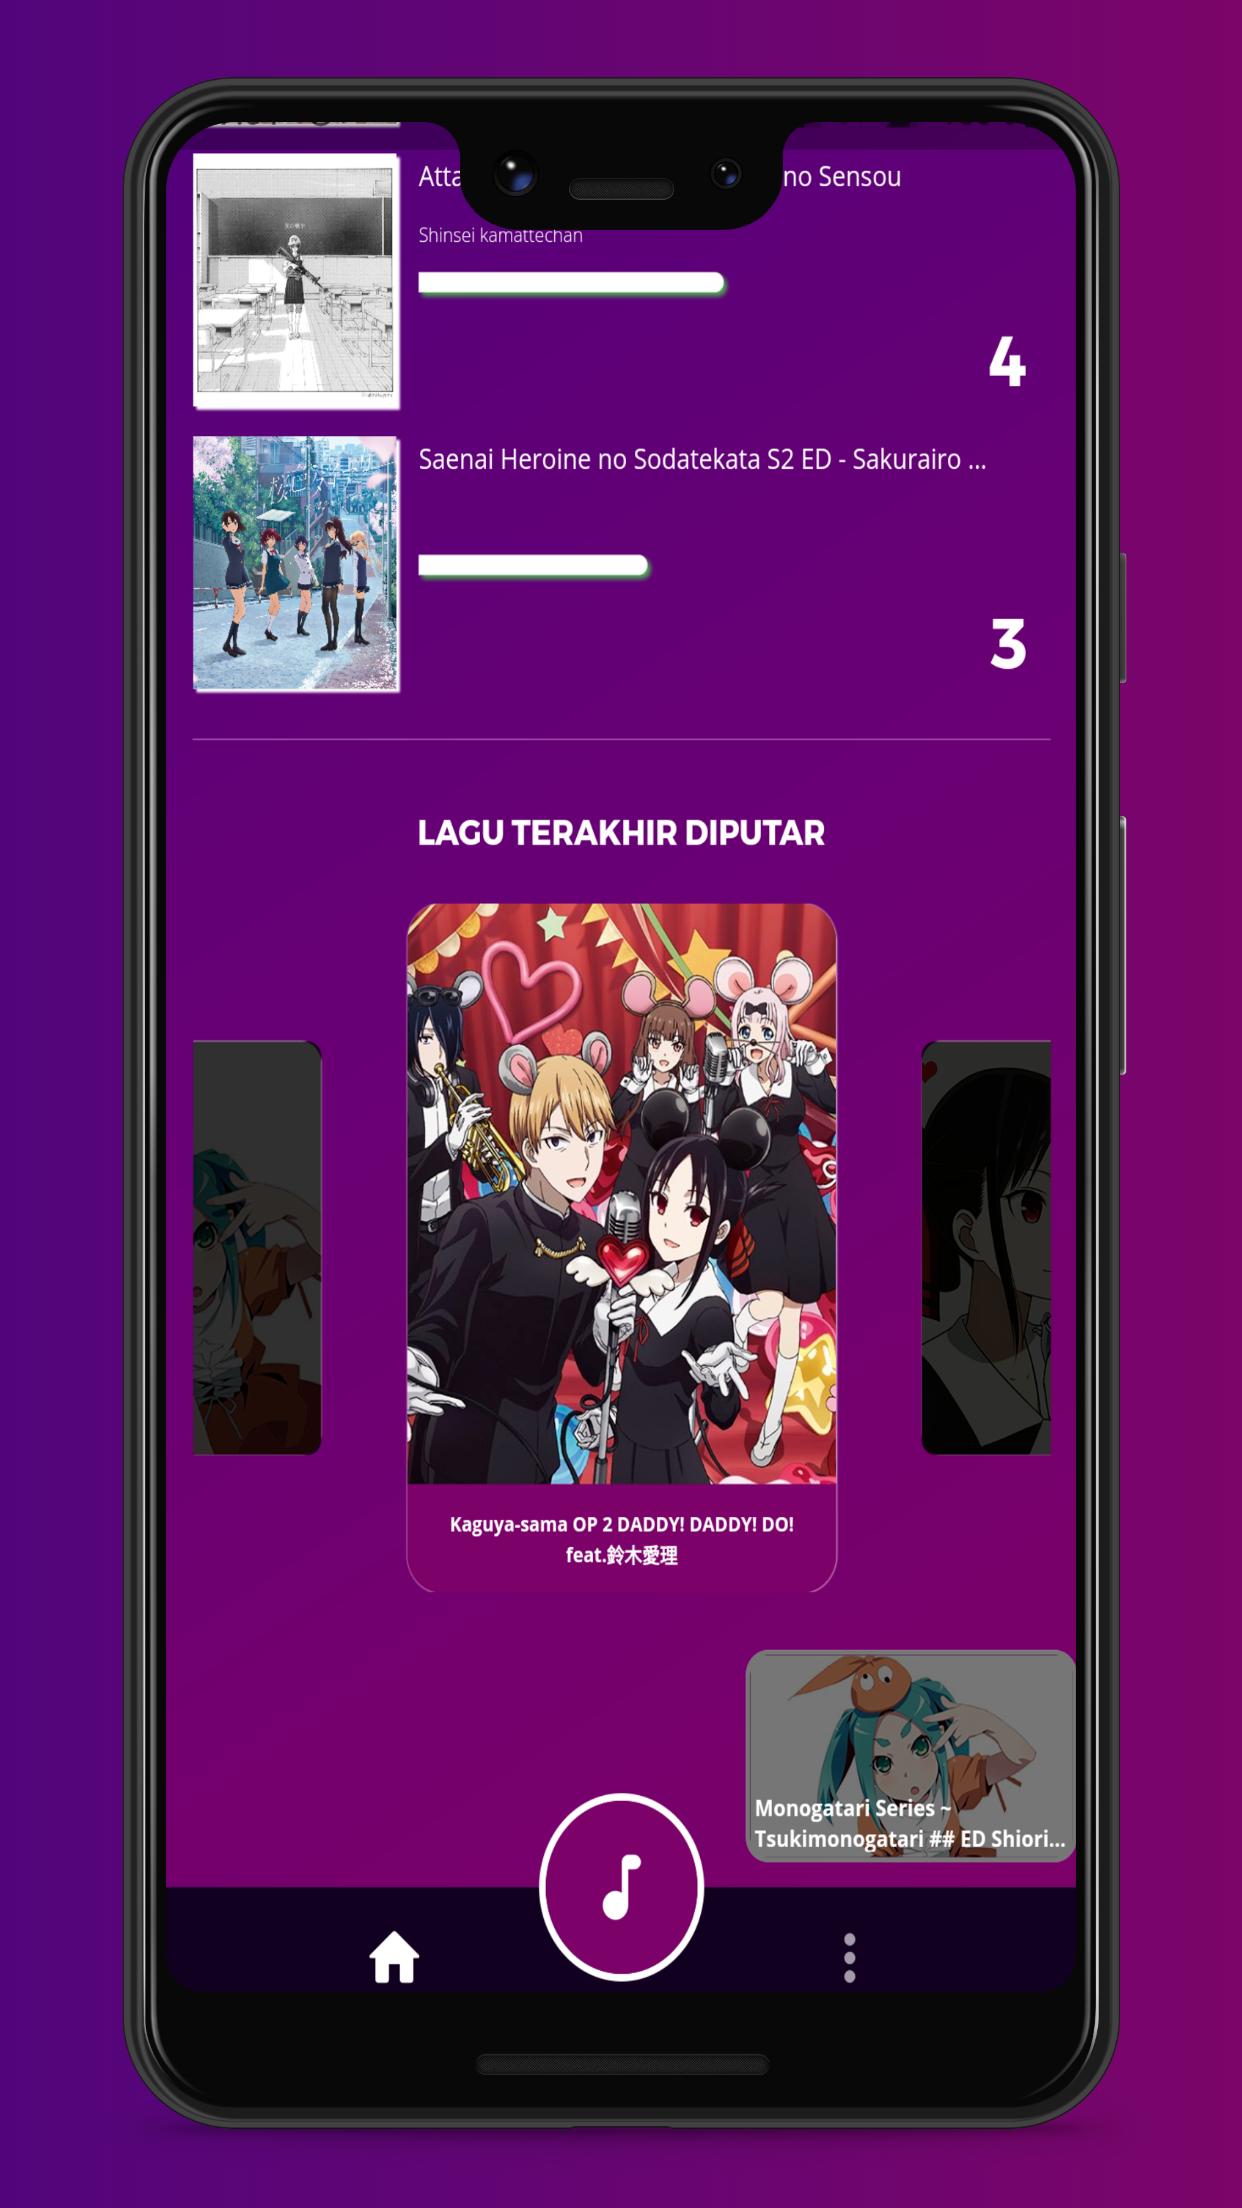 Atta no Sensou
Shinsei kamattechan
4
Saenai Heroine no Sodatekata S2 ED - Sakurairo ...
3
LAGU TERAKHIR DIPUTAR
Kaguya-sama OP 2 DADDY! DADDY! DO!
feat.鈴木愛理
Monogatari Series ~
Tsukimonogatari ## ED Shiori...